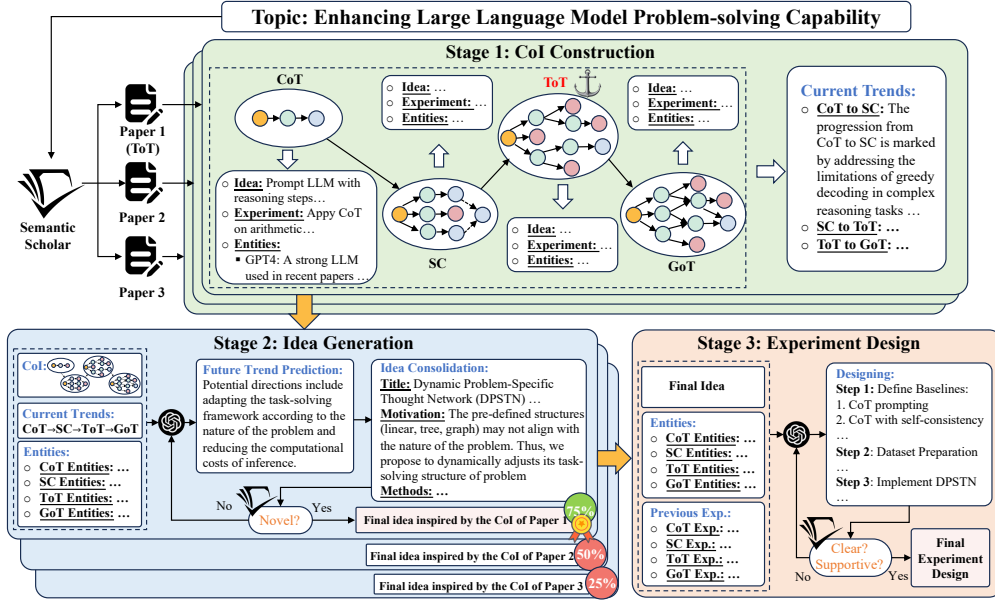 Topic: Enhancing Large Language Model Problem-solving Capability
Stage 1: CoI Construction
Semantic
Scholar
Paper 1
(ToT)
Paper 2
Paper 3
CoT
○ Idea: Prompt LLM with
reasoning steps…
○ Experiment: Appy CoT
on arithmetic…
○ Entities:
▪ GPT4: A strong LLM
used in recent papers …
○ Idea: …
○ Experiment: …
○ Entities: …
SC
ToT
○ Idea: …
○ Experiment: …
○ Entities: …
○ Idea: …
○ Experiment: …
○ Entities: …
GoT
Current Trends:
○ CoT to SC: The
progression from
CoT to SC is marked
by addressing the
limitations of greedy
decoding in complex
reasoning tasks …
○ SC to ToT: …
○ ToT to GoT: …
Stage 2: Idea Generation
CoI:
Current Trends:
CoT→SC→ToT→GoT
Entities:
○ CoT Entities: …
○ SC Entities: …
○ ToT Entities: …
○ GoT Entities: …
Future Trend Prediction:
Potential directions include
adapting the task-solving
framework according to the
nature of the problem and
reducing the computational
costs of inference.
Idea Consolidation:
Title: Dynamic Problem-Specific
Thought Network (DPSTN) …
Motivation: The pre-defined structures
(linear, tree, graph) may not align
with the nature of the problem. Thus, we
propose to dynamically adjusts its task-
solving structure of problem
Methods: …
No
Novel?
Yes
Final idea inspired by the CoI of Paper 1
75%
Final idea inspired by the CoI of Paper 2
50%
Final idea inspired by the CoI of Paper 3
25%
Stage 3: Experiment Design
Final Idea
Entities:
○ CoT Entities: …
○ SC Entities: …
○ ToT Entities: …
○ GoT Entities: …
Previous Exp.:
○ CoT Exp.: …
○ SC Exp.: …
○ ToT Exp.: …
○ GoT Exp.: …
Designing:
Step 1: Define Baselines:
1. CoT prompting
2. CoT with self-consistency
…
Step 2: Dataset Preparation
…
Step 3: Implement DPSTN
…
No
Clear?
Supportive?
Yes
Final
Experiment
Design